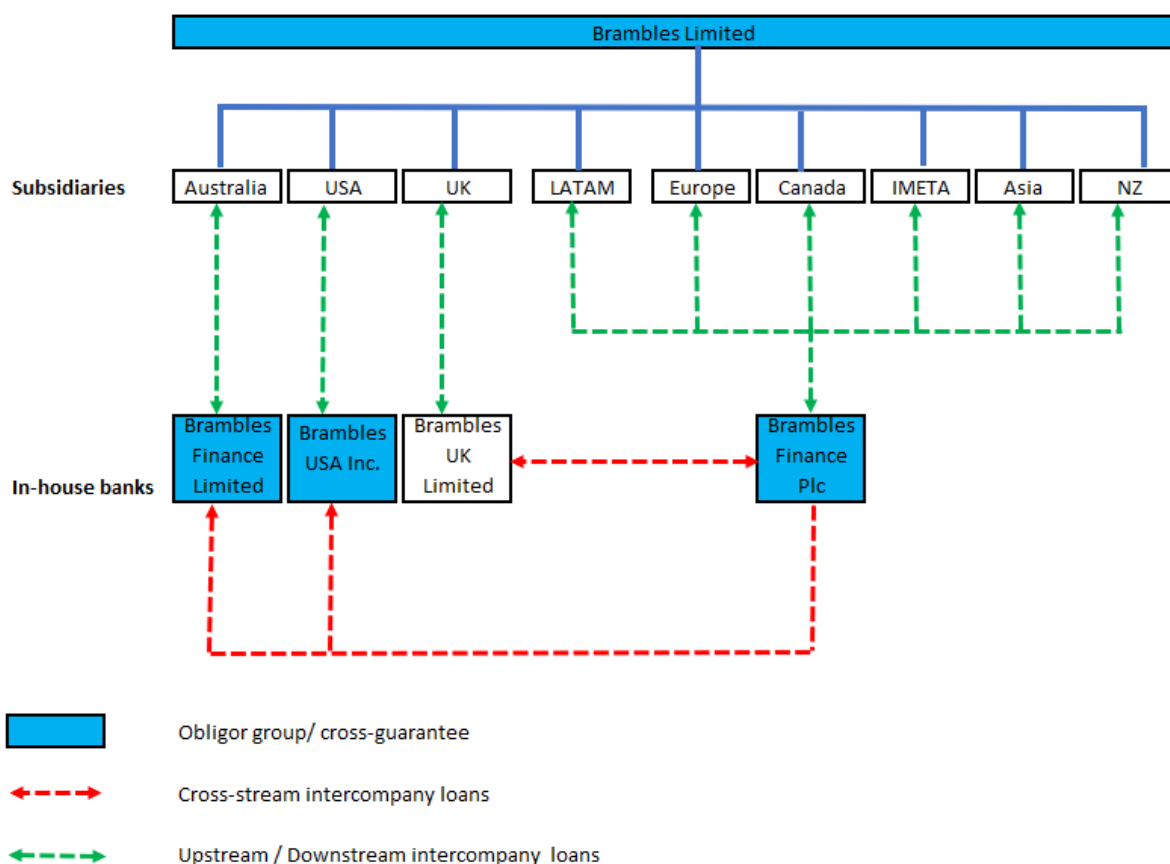 Brambles Limited
Subsidiaries
Australia
USA
UK
LATAM
Europe
Canada
IMETA
Asia
NZ
In-house banks
Brambles
Finance
Limited
Brambles
USA Inc.
Brambles
UK
Limited
Brambles
Finance
Plc
Obligor group/ cross-guarantee
Cross-stream intercompany loans
Upstream / Downstream intercompany loans